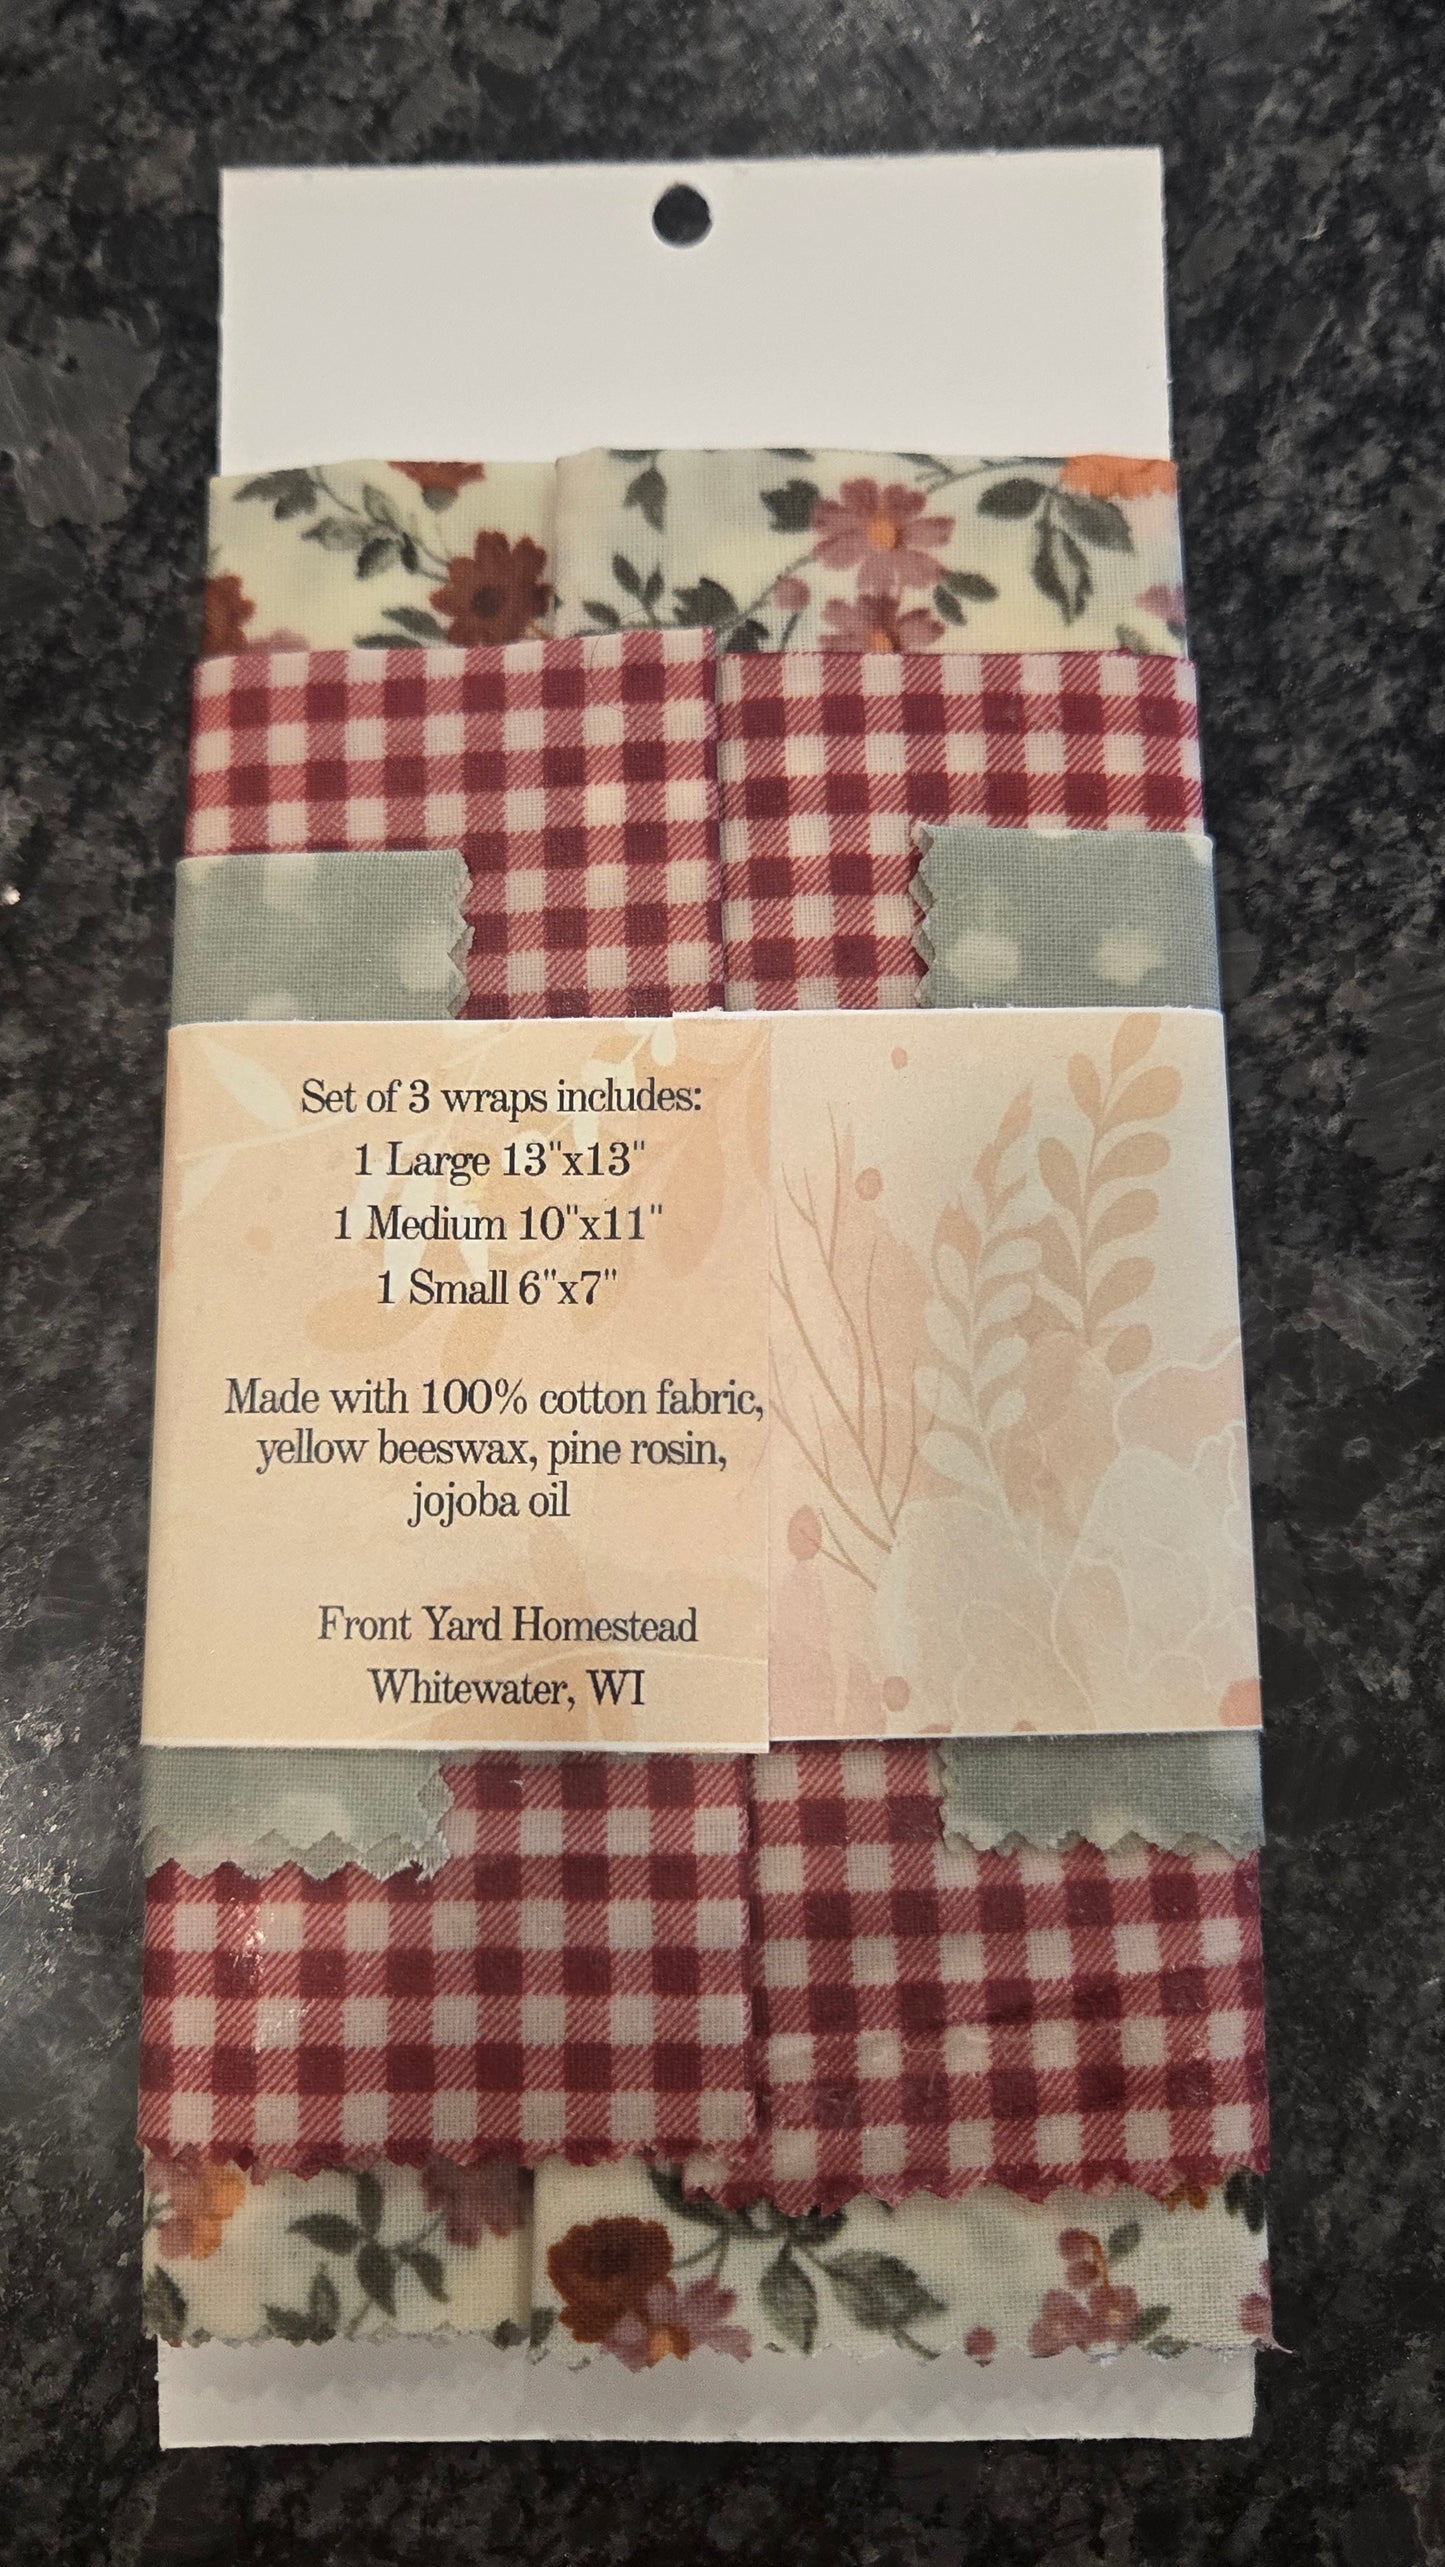 Set of 3 wraps includes:
1 Large 13"x13"
1 Medium 10"x11"
1 Small 6"x7"
Made with 100% cotton fabric,
yellow beeswax, pine rosin,
jojoba oil
Front Yard Homestead
Whitewater, WI